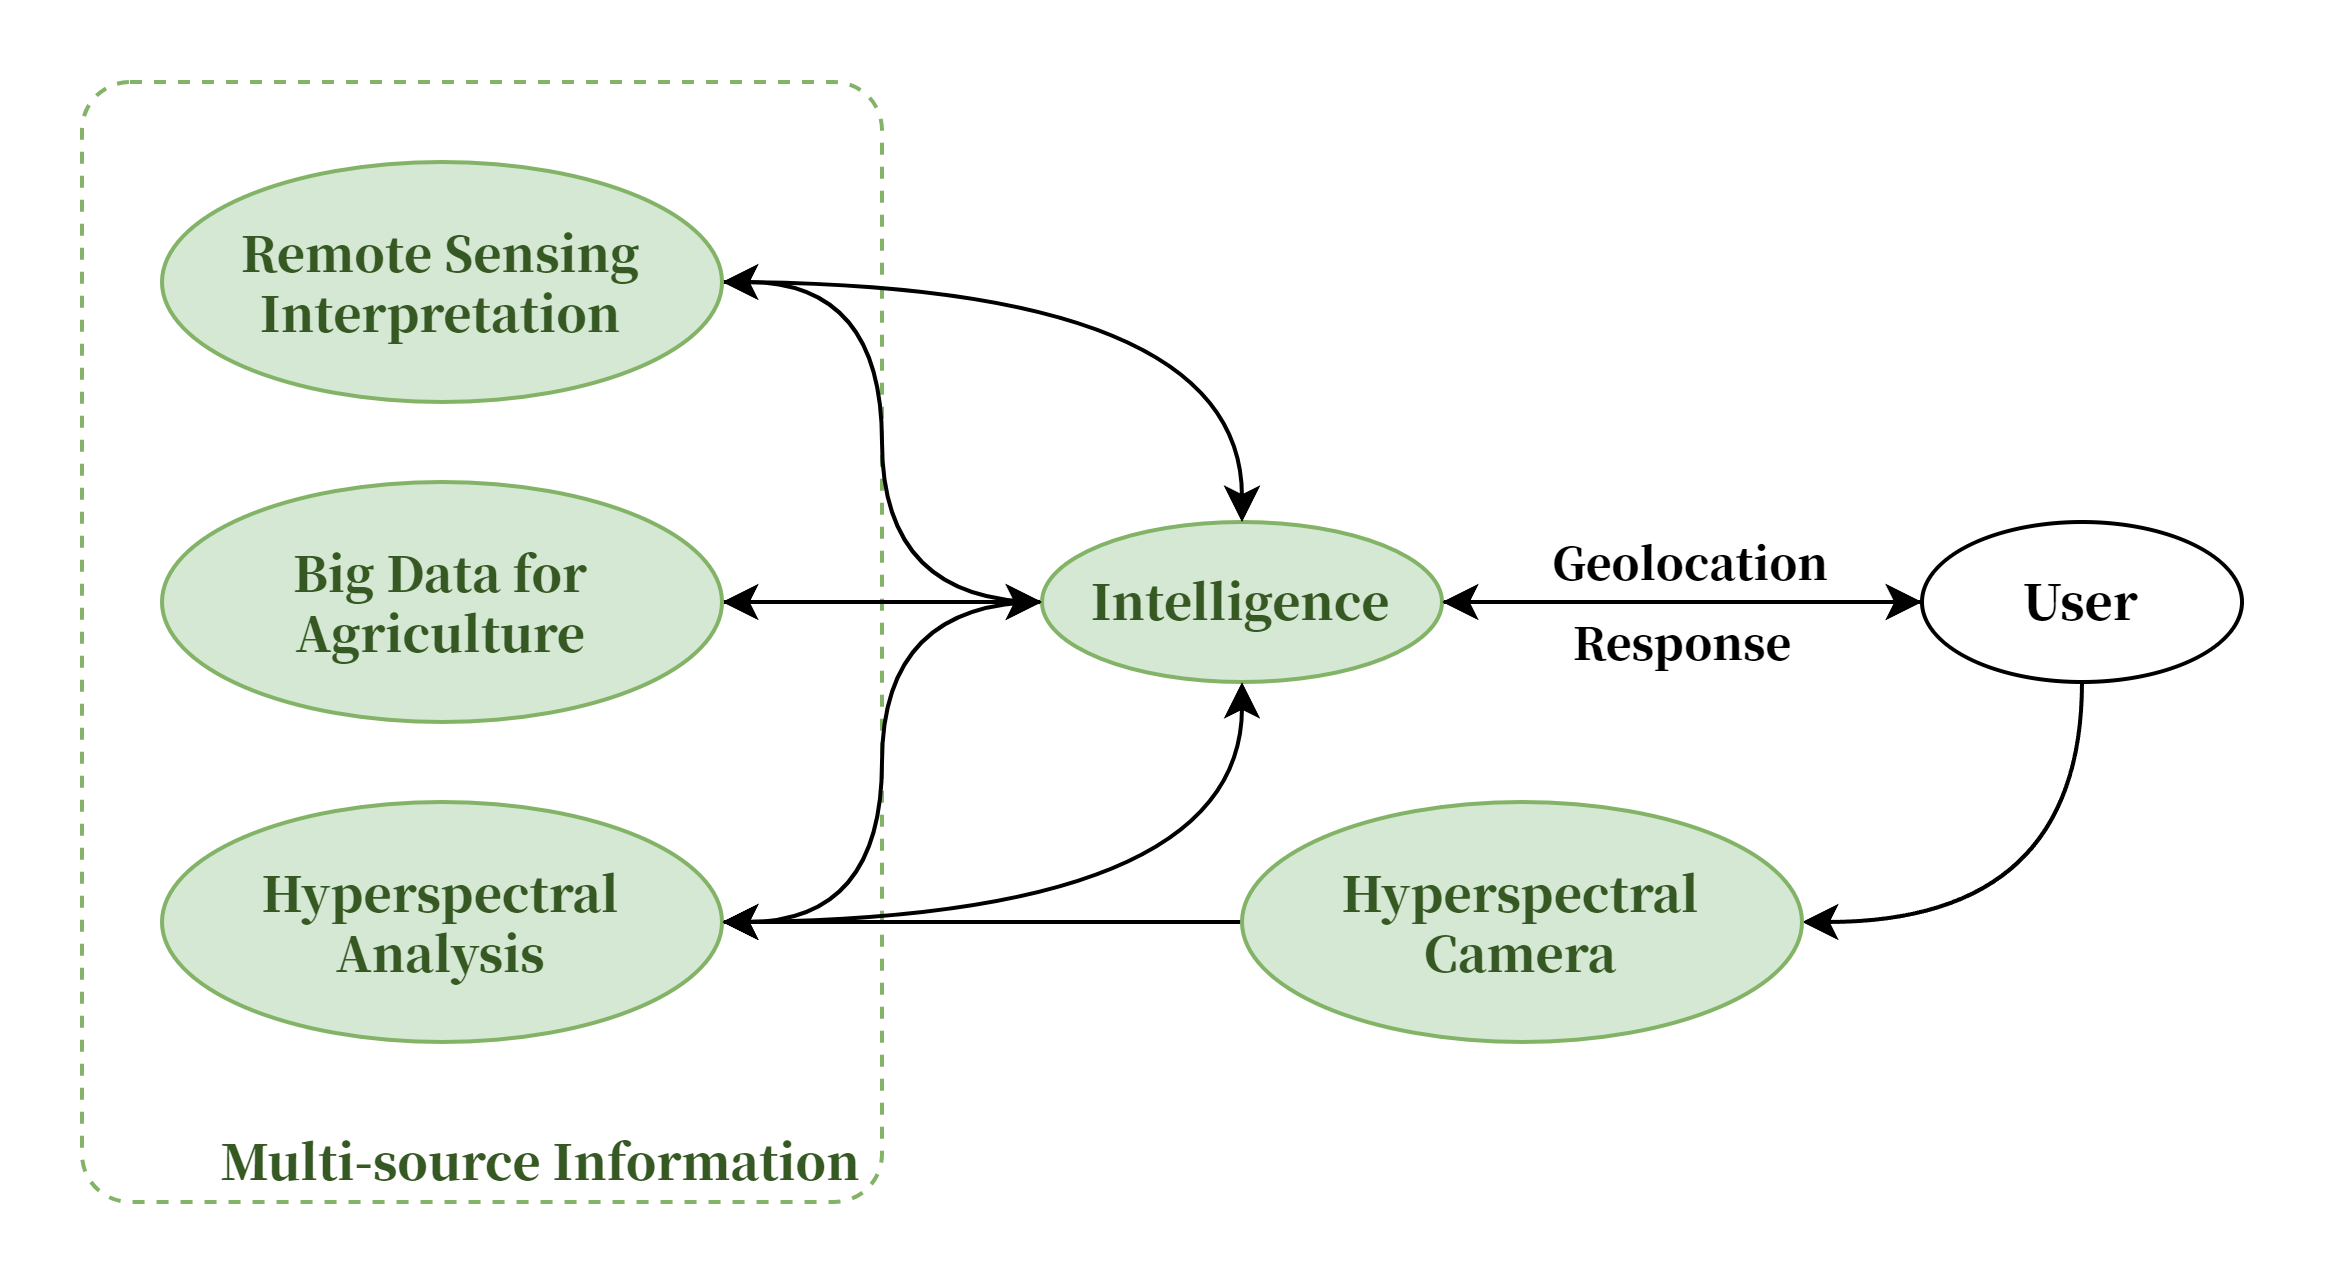 Remote Sensing
Interpretation
Big Data for
Agriculture
Hyperspectral
Analysis
Multi-source Information
Intelligence
Geolocation
Response
User
Hyperspectral
Camera